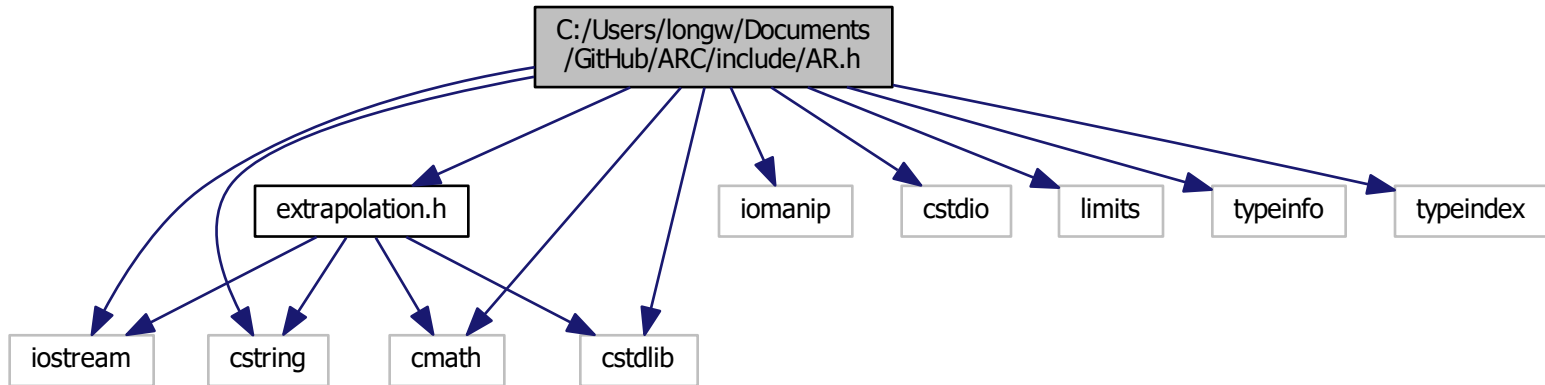 C:/Users/longw/Documents
/GitHub/ARC/include/AR.h
extrapolation.h
iomanip
cstdio
limits
typeinfo
typeindex
iostream
cstring
cmath
cstdlib